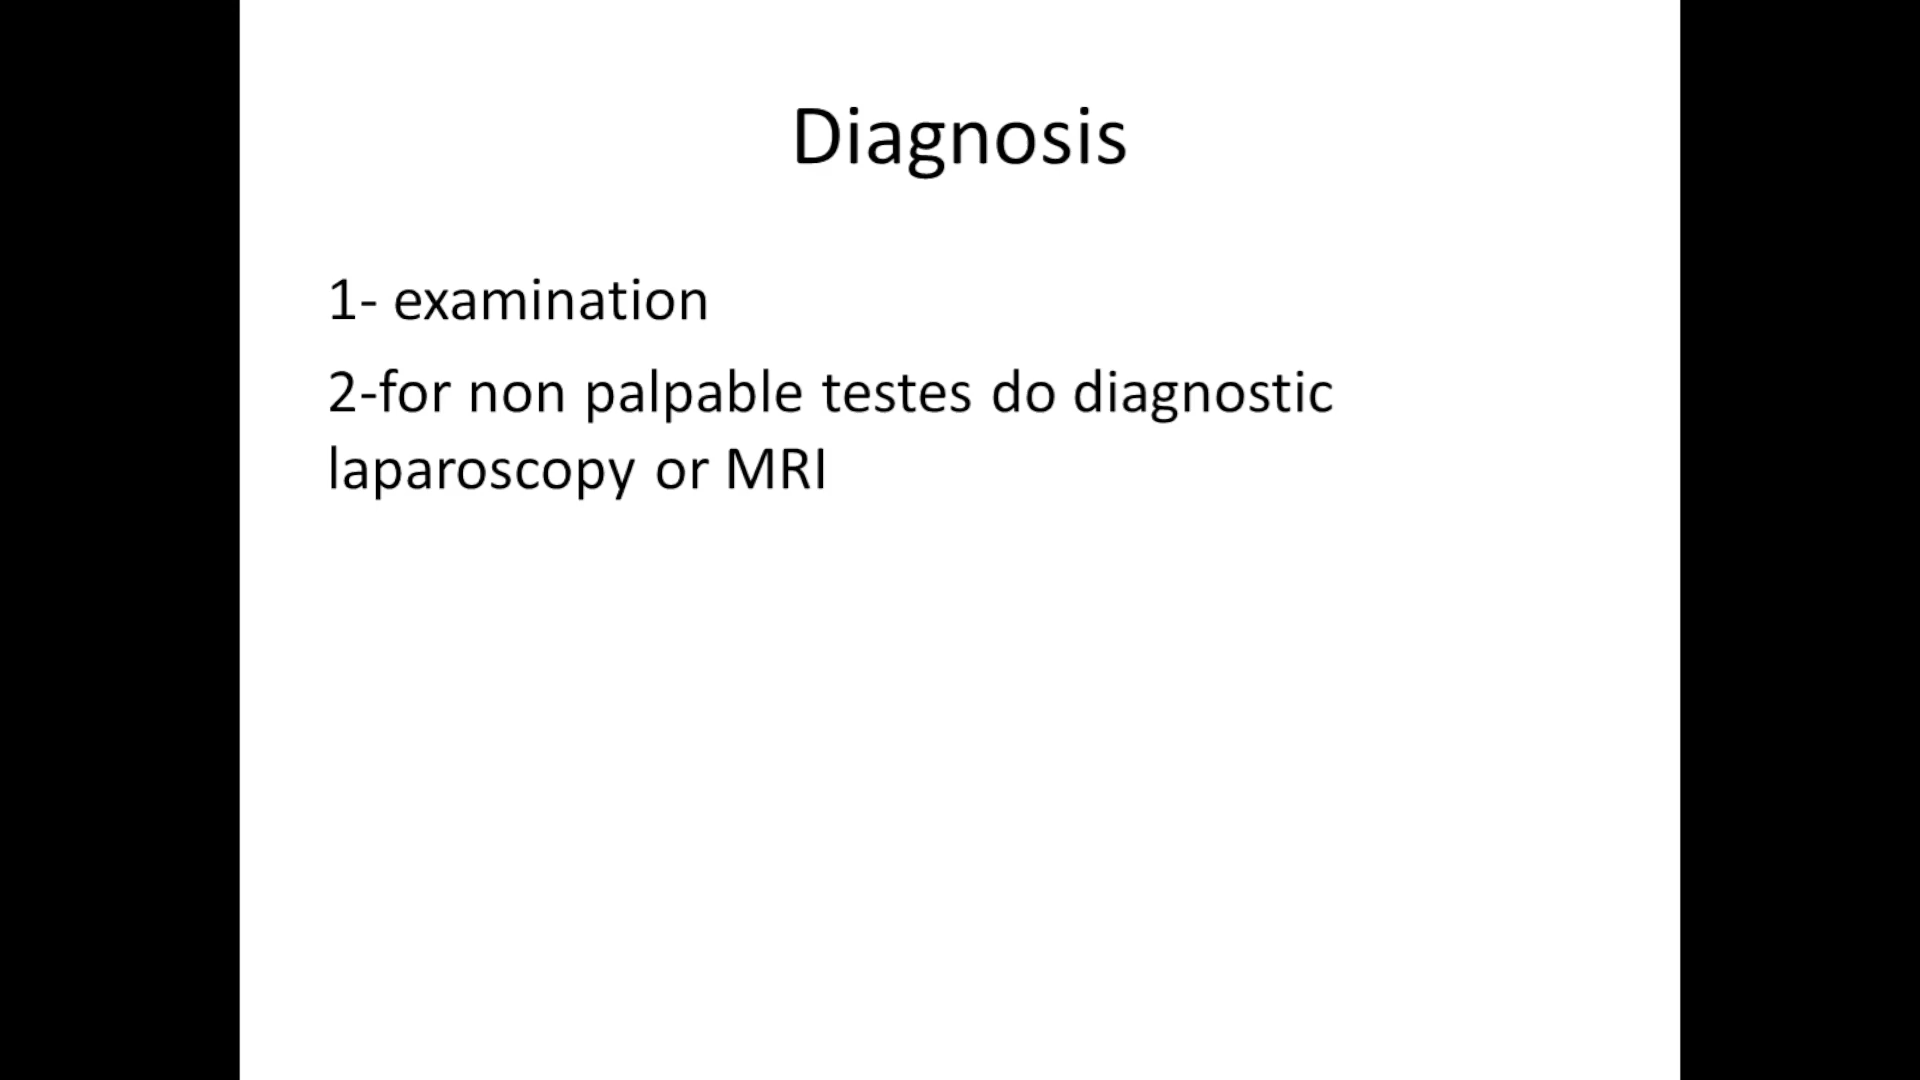 Diagnosis
1- examination
2-for non palpable testes do diagnostic
laparoscopy or MRI